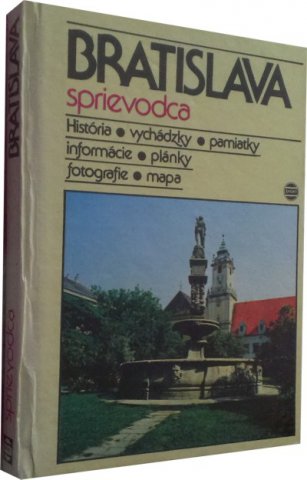 BRATISLAVA
sprievodca
História ● vychádzky ● pamiatky
informácie ● plánky
fotografie ● mapa
BRATISLAVA
sprievodca